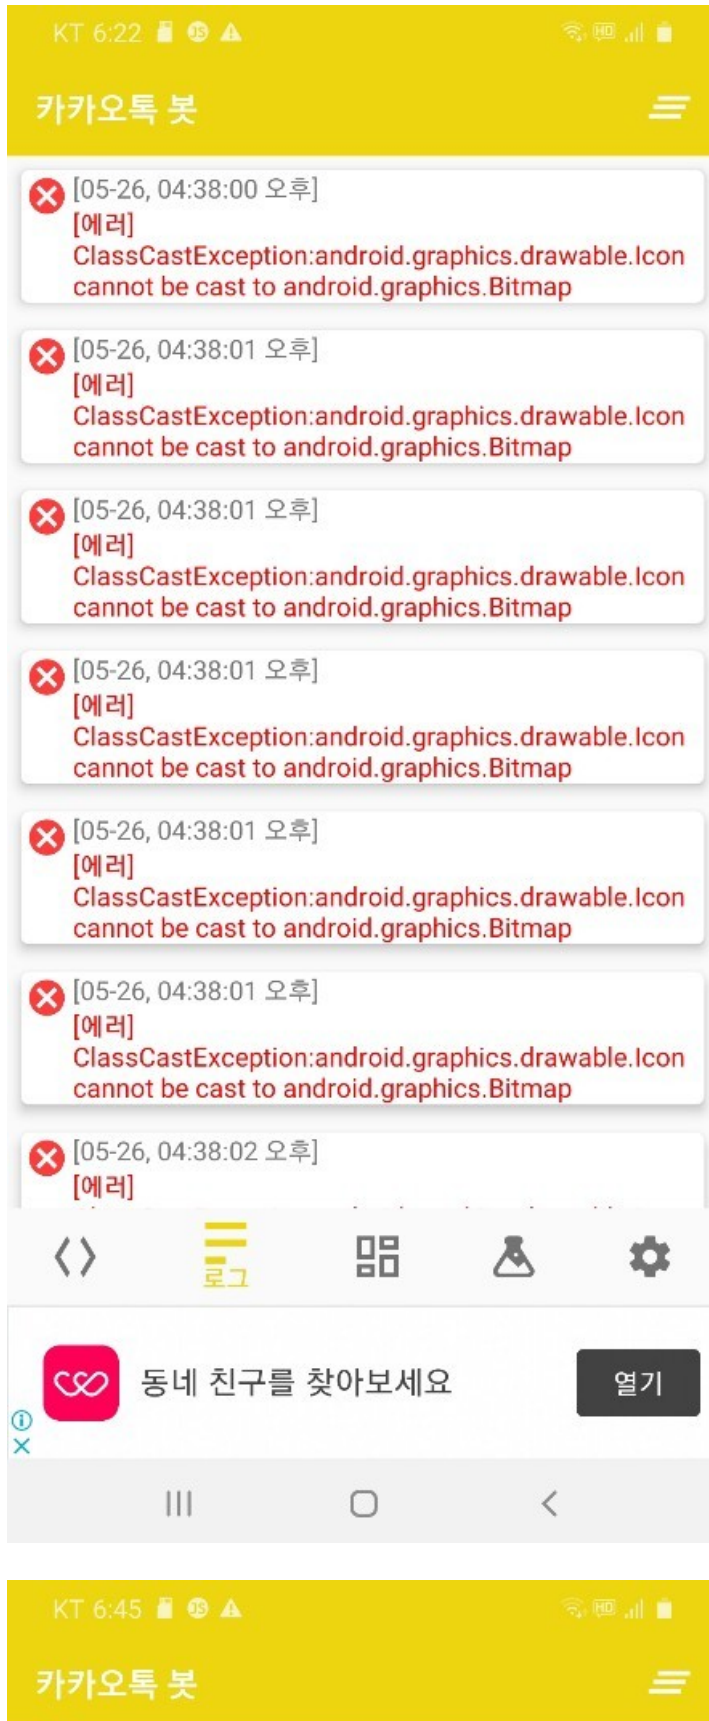 KT 6:22
카카오톡 봇
[05-26, 04:38:00 오후]
[에러]
ClassCastException:android.graphics.drawable.Icon
cannot be cast to android.graphics.Bitmap
[05-26, 04:38:01 오후]
[에러]
ClassCastException:android.graphics.drawable.Icon
cannot be cast to android.graphics.Bitmap
[05-26, 04:38:01 오후]
[에러]
ClassCastException:android.graphics.drawable.Icon
cannot be cast to android.graphics.Bitmap
[05-26, 04:38:01 오후]
[에러]
ClassCastException:android.graphics.drawable.Icon
cannot be cast to android.graphics.Bitmap
[05-26, 04:38:01 오후]
[에러]
ClassCastException:android.graphics.drawable.Icon
cannot be cast to android.graphics.Bitmap
[05-26, 04:38:01 오후]
[에러]
ClassCastException:android.graphics.drawable.Icon
cannot be cast to android.graphics.Bitmap
[05-26, 04:38:02 오후]
[에러]
로그
동네 친구를 찾아보세요
열기
KT 6:45
카카오톡 봇